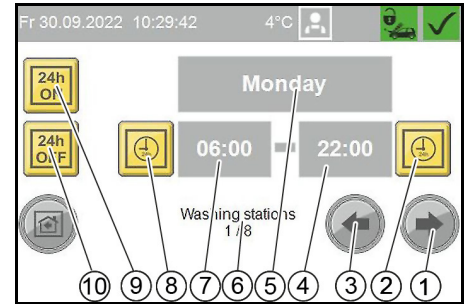 Fr 30.09.2022 10:29:42 4°C
24h ON
Monday
24h OFF
06:00 - 22:00
Washing stations
1 / 8
10 9 8 7 6 5 4 3 2 1